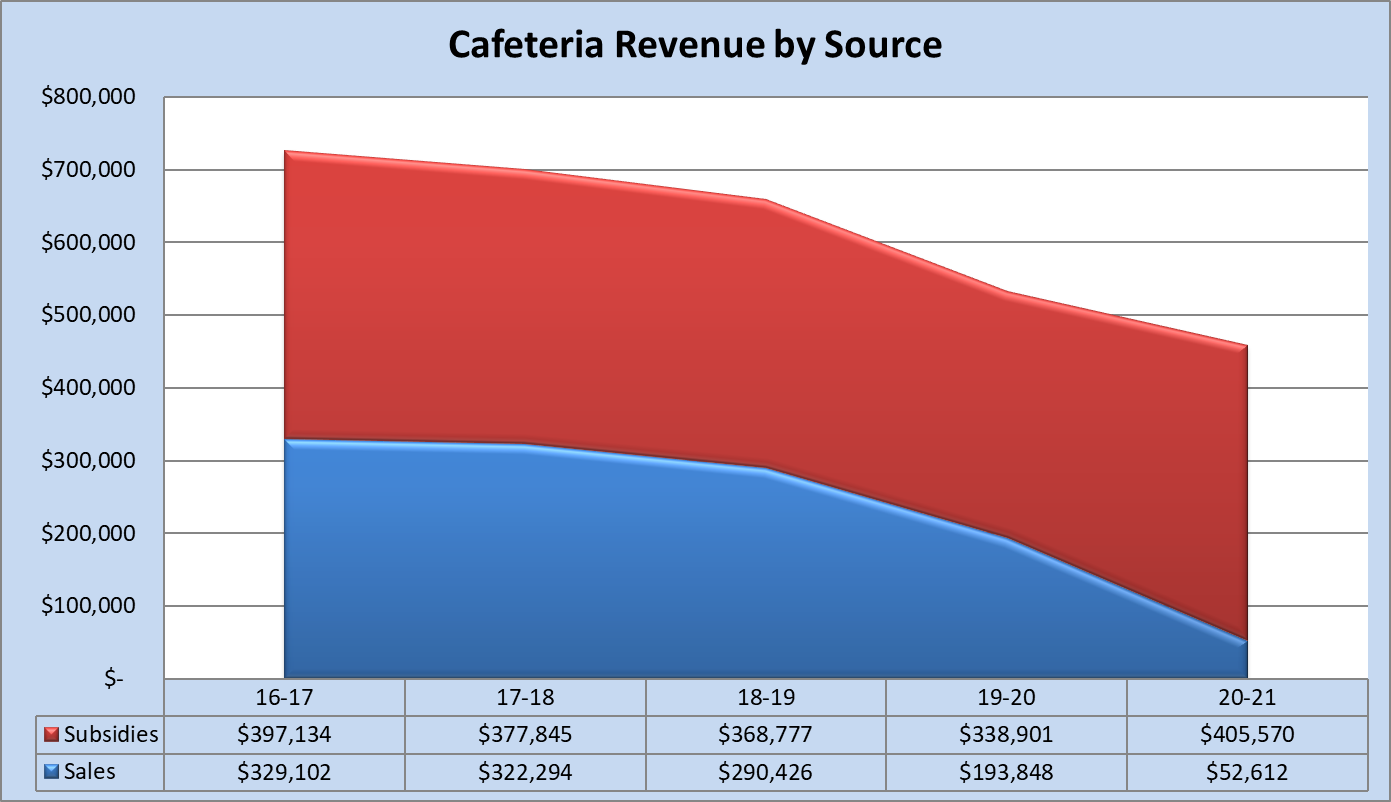 Cafeteria Revenue by Source
$800,000
$700,000
$600,000
$500,000
$400,000
$300,000
$200,000
$100,000
$-
16-17 17-18 18-19 19-20 20-21
Subsidies $397,134 $377,845 $368,777 $338,901 $405,570
Sales $329,102 $322,294 $290,426 $193,848 $52,612